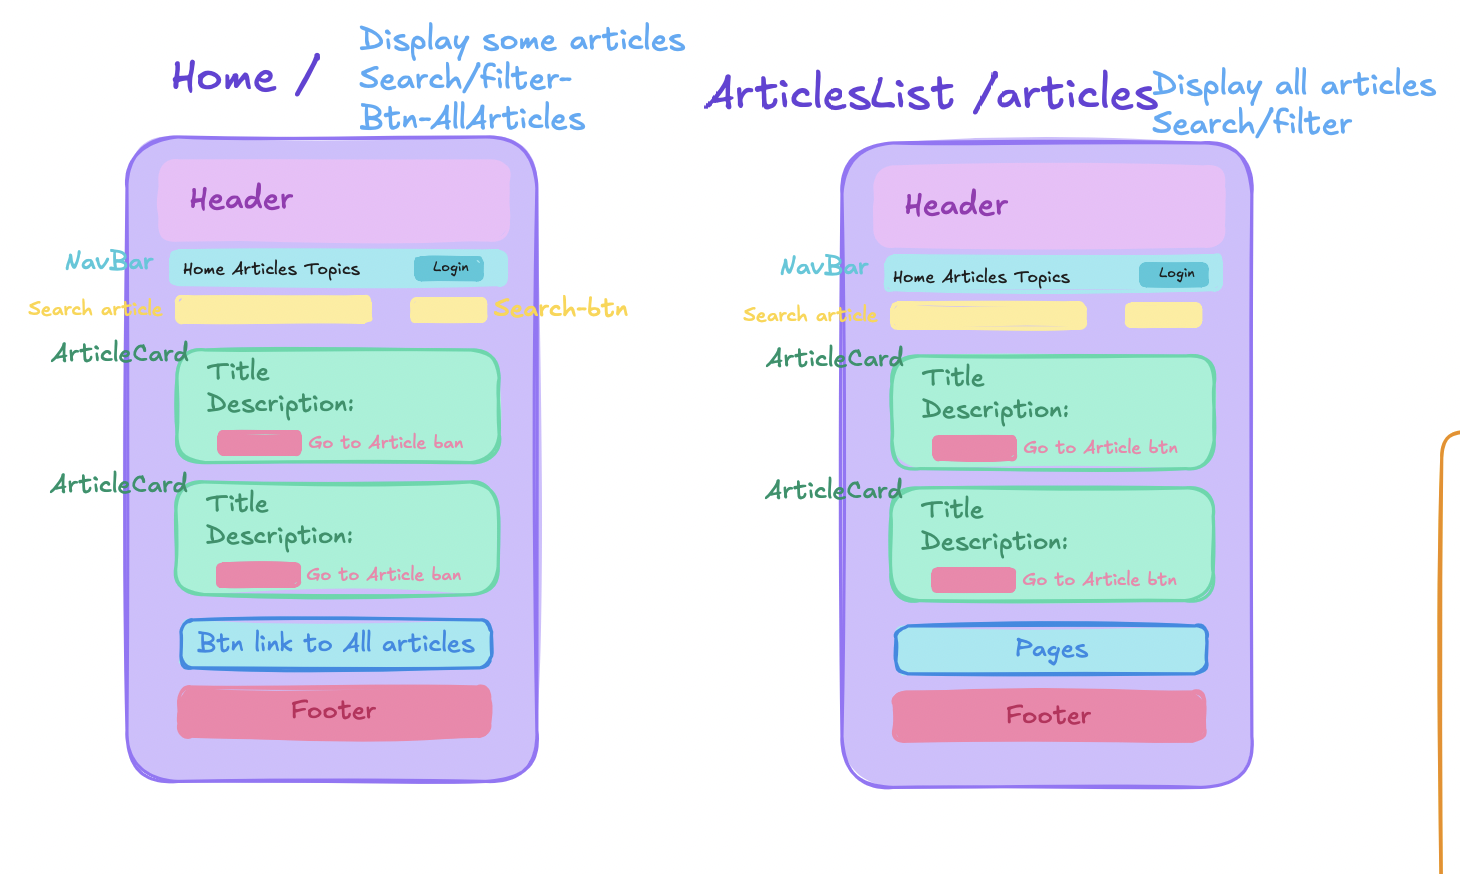 Home /
Display some articles
Search/filter-
Btn-AllArticles
Header
NavBar
Home Articles Topics
Login
Search article
Search-btn
ArticleCard
Title
Description:
Go to Article ban
ArticleCard
Title
Description:
Go to Article ban
Btn link to All articles
Footer
ArticlesList /articles
Display all articles
Search/filter
Header
NavBar
Home Articles Topics
Login
Search article
ArticleCard
Title
Description:
Go to Article btn
ArticleCard
Title
Description:
Go to Article btn
Pages
Footer